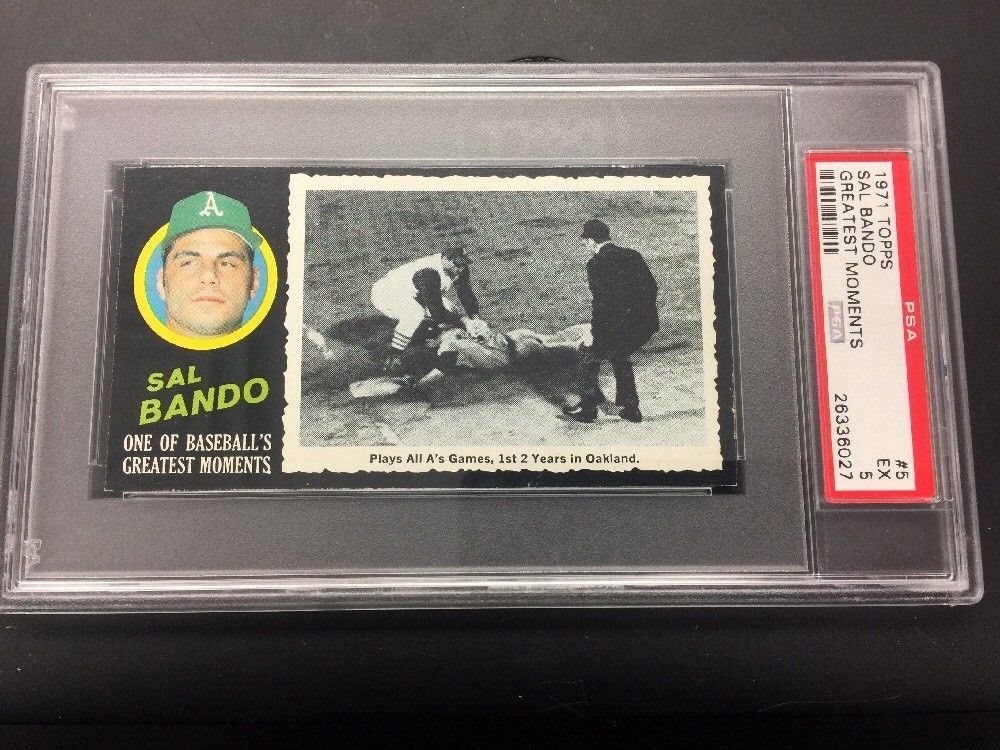 A
SAL
BANDO
ONE OF BASEBALL'S
GREATEST MOMENTS
Plays All A's Games, 1st 2 Years in Oakland.
1971 TOPPS
SAL BANDO
GREATEST MOMENTS
PSA
PSA
#5
EX
5
26336027